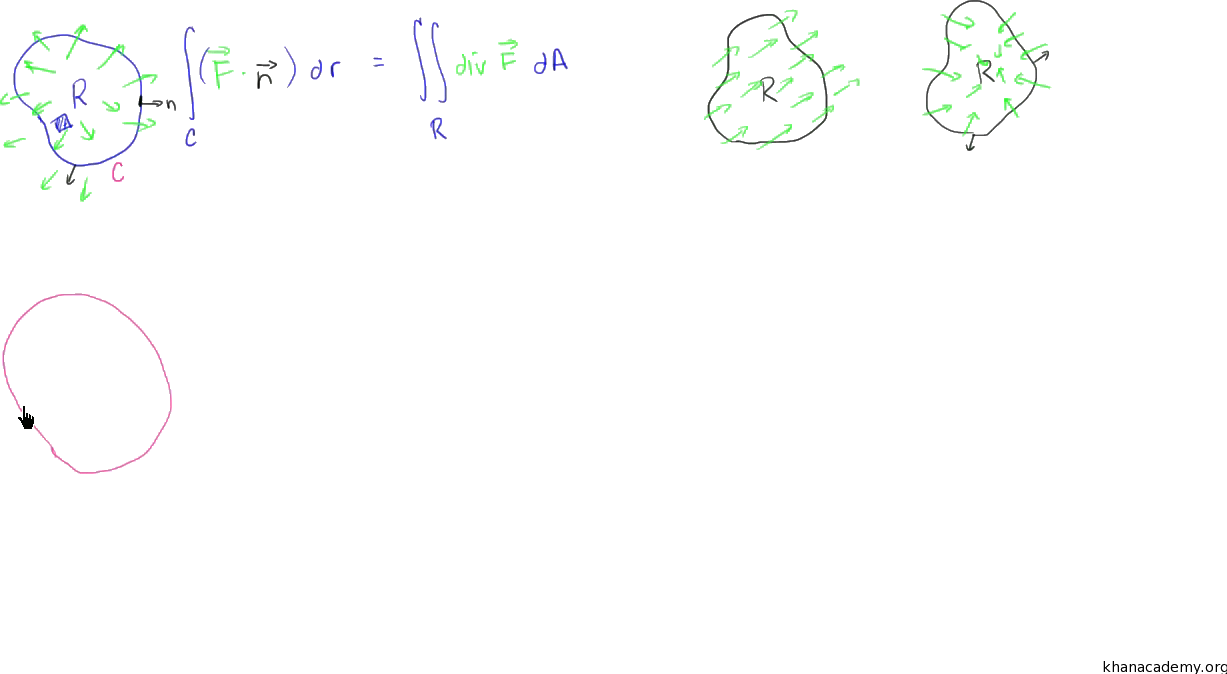 R
n
C
∫ (F⃗ · n⃗) dr = ∬ div F⃗ dA
C
R
R
R
khanacademy.org